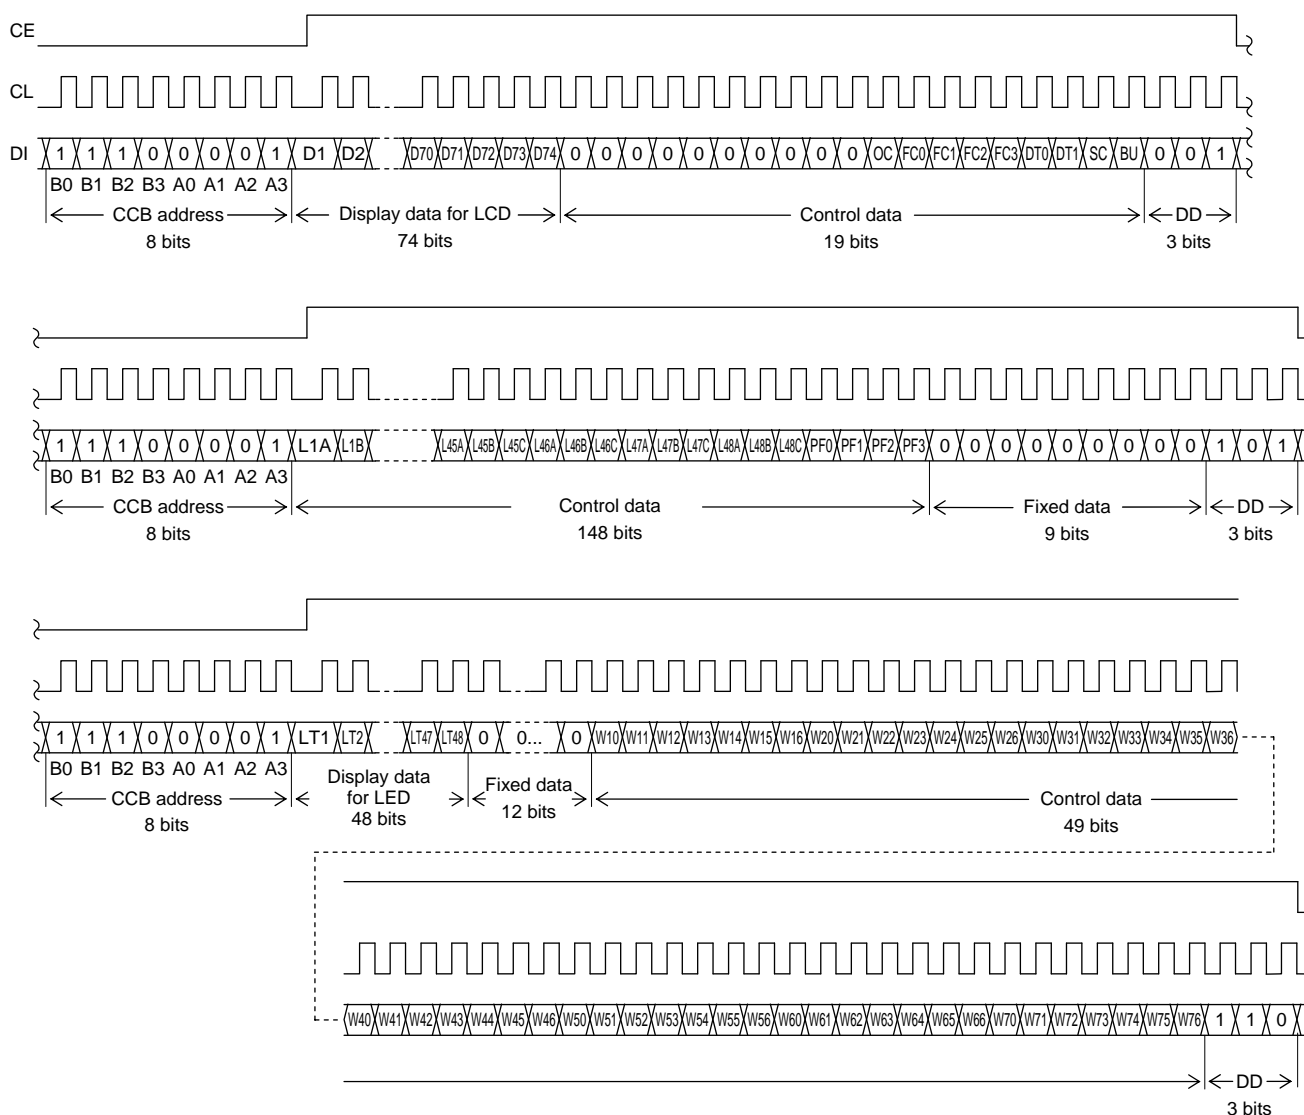 CE
CL
DI 1 1 1 0 0 0 0 1 D1 D2 D70 D71 D72 D73 D74 0 0 0 0 0 0 0 0 0 0 OC FC0 FC1 FC2 FC3 DT0 DT1 SC BU 0 0 1
B0 B1 B2 B3 A0 A1 A2 A3
CCB address Display data for LCD Control data DD
8 bits 74 bits 19 bits 3 bits
1 1 1 0 0 0 0 1 L1A L1B L45A L45B L45C L46A L46B L46C L47A L47B L47C L48A L48B L48C PF0 PF1 PF2 PF3 0 0 0 0 0 0 0 0 0 1 0 1
B0 B1 B2 B3 A0 A1 A2 A3
CCB address Control data Fixed data DD
8 bits 148 bits 9 bits 3 bits
1 1 1 0 0 0 0 1 LT1 LT2 LT47 LT48 0 0... 0 W10 W11 W12 W13 W14 W15 W16 W20 W21 W22 W23 W24 W25 W26 W30 W31 W32 W33 W34 W35 W36
B0 B1 B2 B3 A0 A1 A2 A3
CCB address Display data for LED Fixed data Control data
8 bits 48 bits 12 bits 49 bits
W40 W41 W42 W43 W44 W45 W46 W50 W51 W52 W53 W54 W55 W56 W60 W61 W62 W63 W64 W65 W66 W70 W71 W72 W73 W74 W75 W76 1 1 0
DD
3 bits